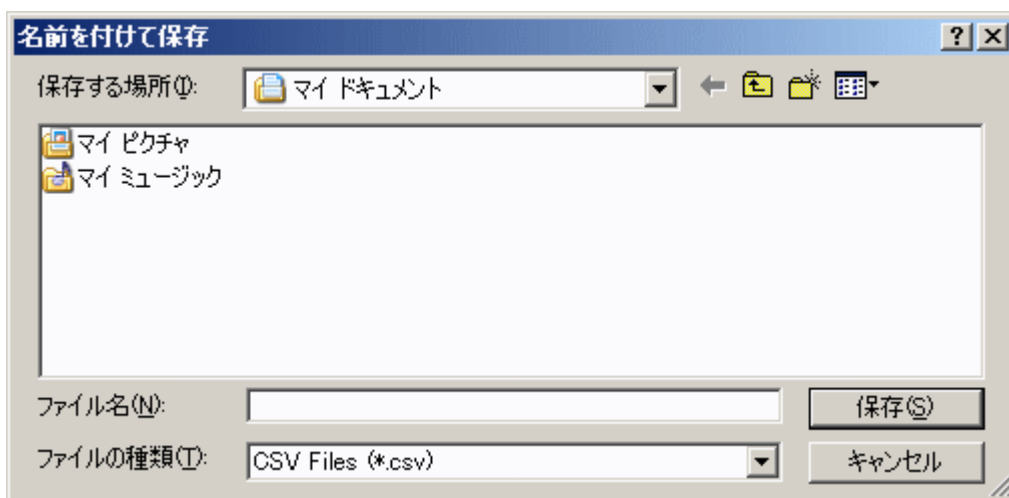 名前を付けて保存
保存する場所(I): マイ ドキュメント
マイ ピクチャ
マイ ミュージック
ファイル名(N): 保存(S)
ファイルの種類(T): CSV Files (*.csv) キャンセル